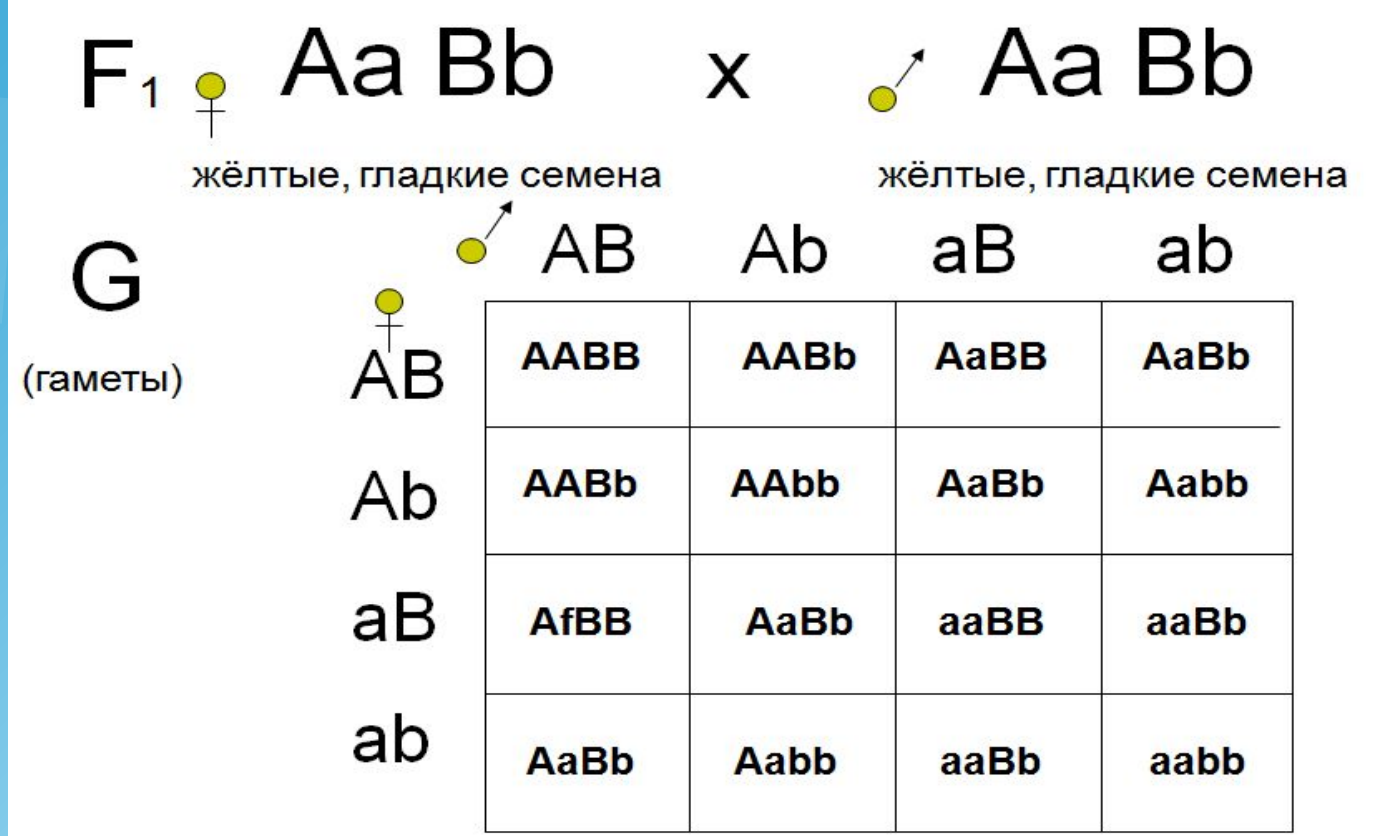 F1 Aa Bb x Aa Bb
жёлтые, гладкие семена жёлтые, гладкие семена
G AB Ab aB ab
(гаметы) AB AABB AABb AaBB AaBb
Ab AABb AAbb AaBb Aabb
aB AfBB AaBb aaBB aaBb
ab AaBb Aabb aaBb aabb